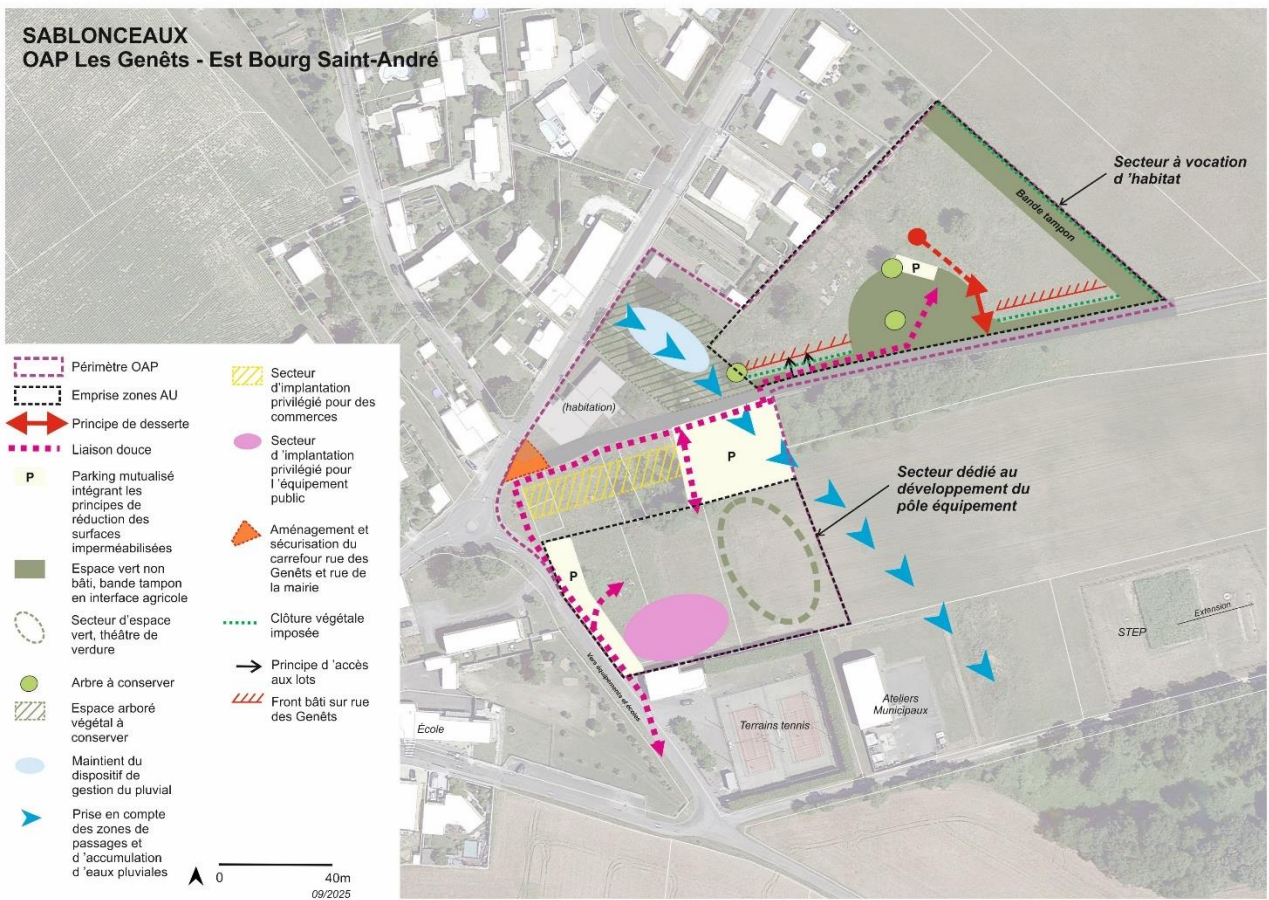 SABLONCEAUX
OAP Les Genêts - Est Bourg Saint-André
Secteur à vocation
d 'habitat
Bande tampon
P
(habitation)
P
Secteur dédié au
développement du
pôle équipement
P
Vers équipements et écoles
STEP
Extension
École
Terrains tennis
Ateliers
Municipaux
Périmètre OAP
Emprise zones AU
Principe de desserte
Liaison douce
P
Parking mutualisé
intégrant les
principes de
réduction des
surfaces
imperméabilisées
Espace vert non
bâti, bande tampon
en interface agricole
Secteur d'espace
vert, théâtre de
verdure
Arbre à conserver
Espace arboré
végétal à
conserver
Maintient du
dispositif de
gestion du pluvial
Prise en compte
des zones de
passages et
d 'accumulation
d 'eaux pluviales
Secteur
d'implantation
privilégié pour des
commerces
Secteur
d 'implantation
privilégié pour
l 'équipement
public
Aménagement et
sécurisation du
carrefour rue des
Genêts et rue de
la mairie
Clôture végétale
imposée
Principe d 'accès
aux lots
Front bâti sur rue
des Genêts
0
40m
09/2025